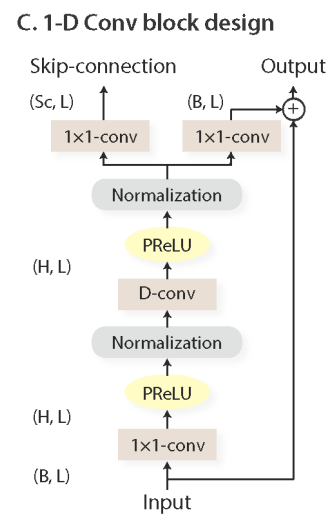 C. 1-D Conv block design
Skip-connection
Output
(Sc, L)
(B, L)
1×1-conv
1×1-conv
+
Normalization
PReLU
(H, L)
D-conv
Normalization
PReLU
(H, L)
1×1-conv
(B, L)
Input